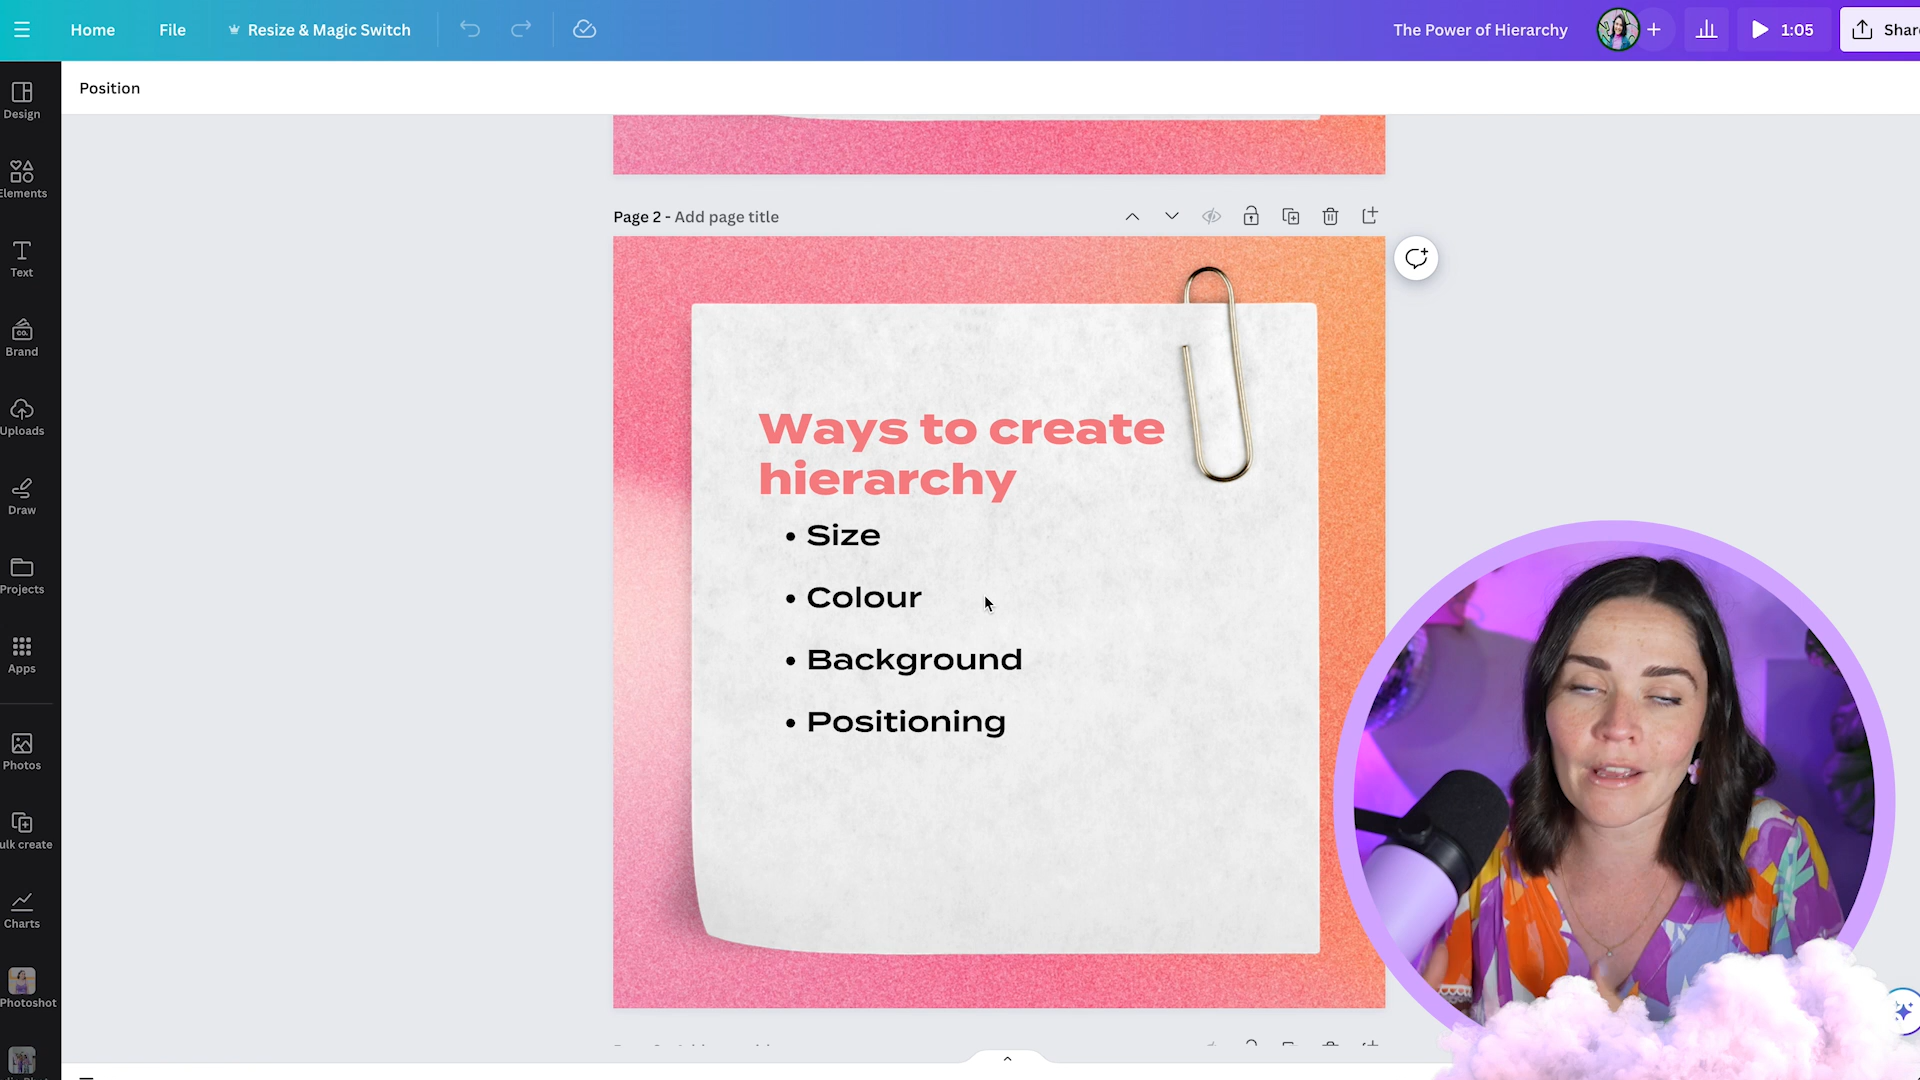 Home File Resize & Magic Switch The Power of Hierarchy 1:05
Position
Design
Elements
Text
Brand
CO.
Uploads
Draw
Projects
Apps
Photos
ulk create
Charts
Photoshot
Page 2 - Add page title
Ways to create
hierarchy
• Size
• Colour
• Background
• Positioning